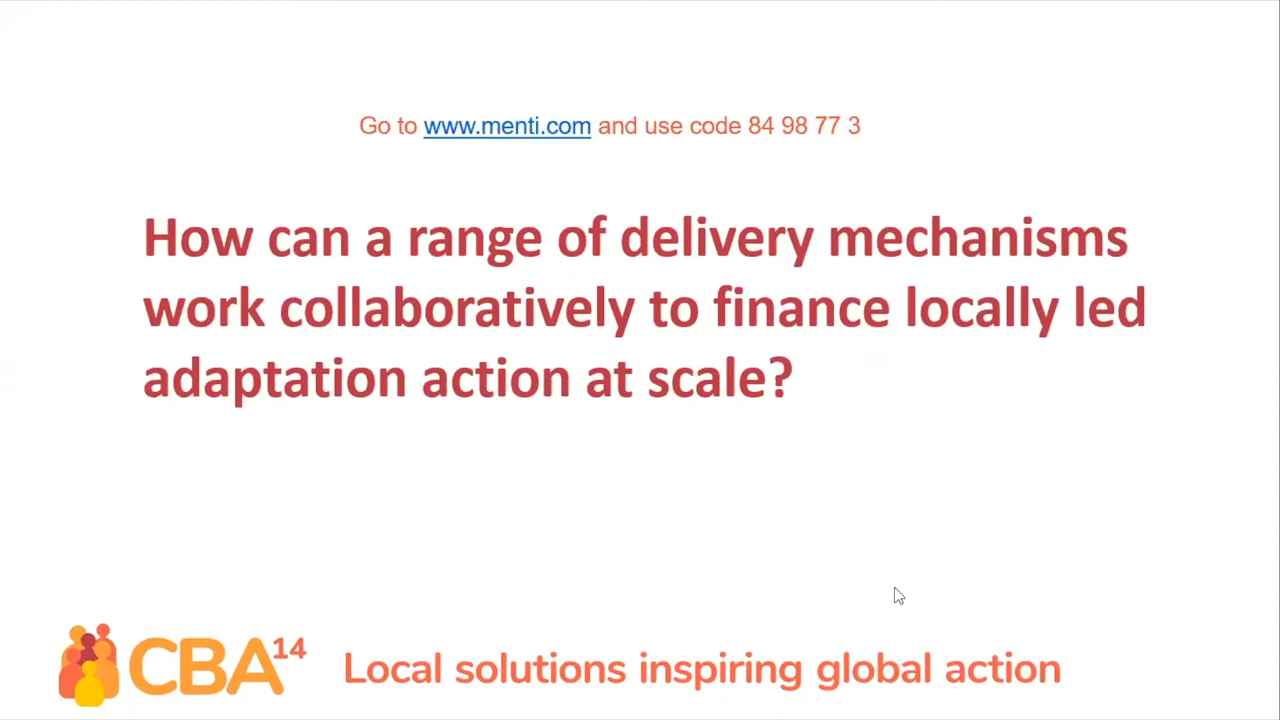 Go to www.menti.com and use code 84 98 77 3
How can a range of delivery mechanisms
work collaboratively to finance locally led
adaptation action at scale?
CBA14 Local solutions inspiring global action